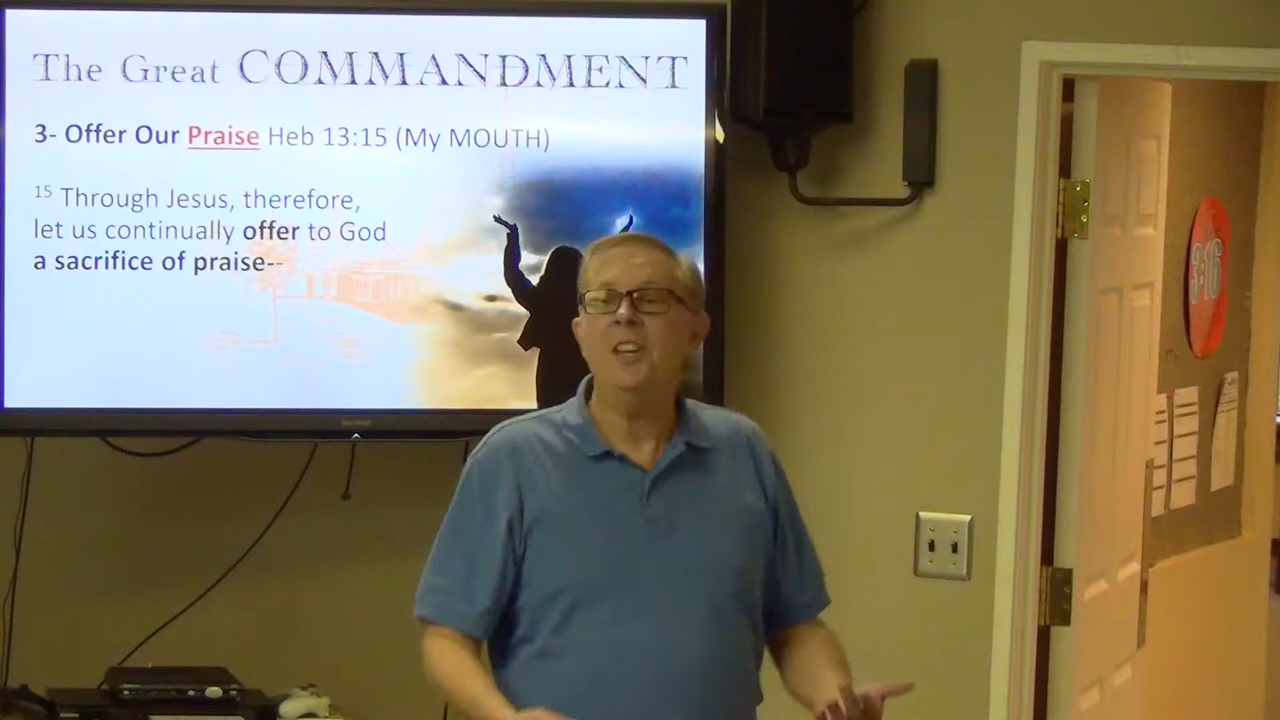 The Great COMMANDMENT
3- Offer Our Praise Heb 13:15 (My MOUTH)
15 Through Jesus, therefore,
let us continually offer to God
a sacrifice of praise--
3:16